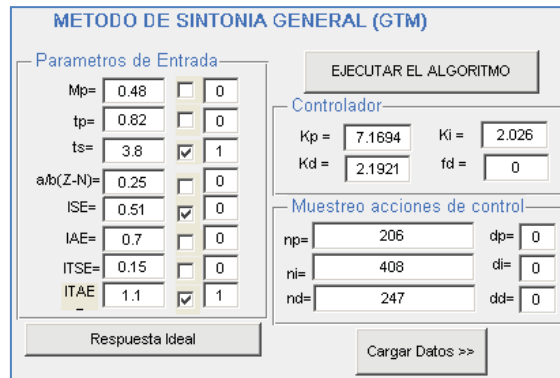 METODO DE SINTONIA GENERAL (GTM)
Parametros de Entrada
Mp= 0.48 0
tp= 0.82 0
ts= 3.8 1
a/b(Z-N)= 0.25 0
ISE= 0.51 0
IAE= 0.7 0
ITSE= 0.15 0
ITAE 1.1 1
Respuesta Ideal
EJECUTAR EL ALGORITMO
Controlador
Kp = 7.1694 Ki = 2.026
Kd = 2.1921 fd = 0
Muestreo acciones de control
np= 206 dp= 0
ni= 408 di= 0
nd= 247 dd= 0
Cargar Datos >>